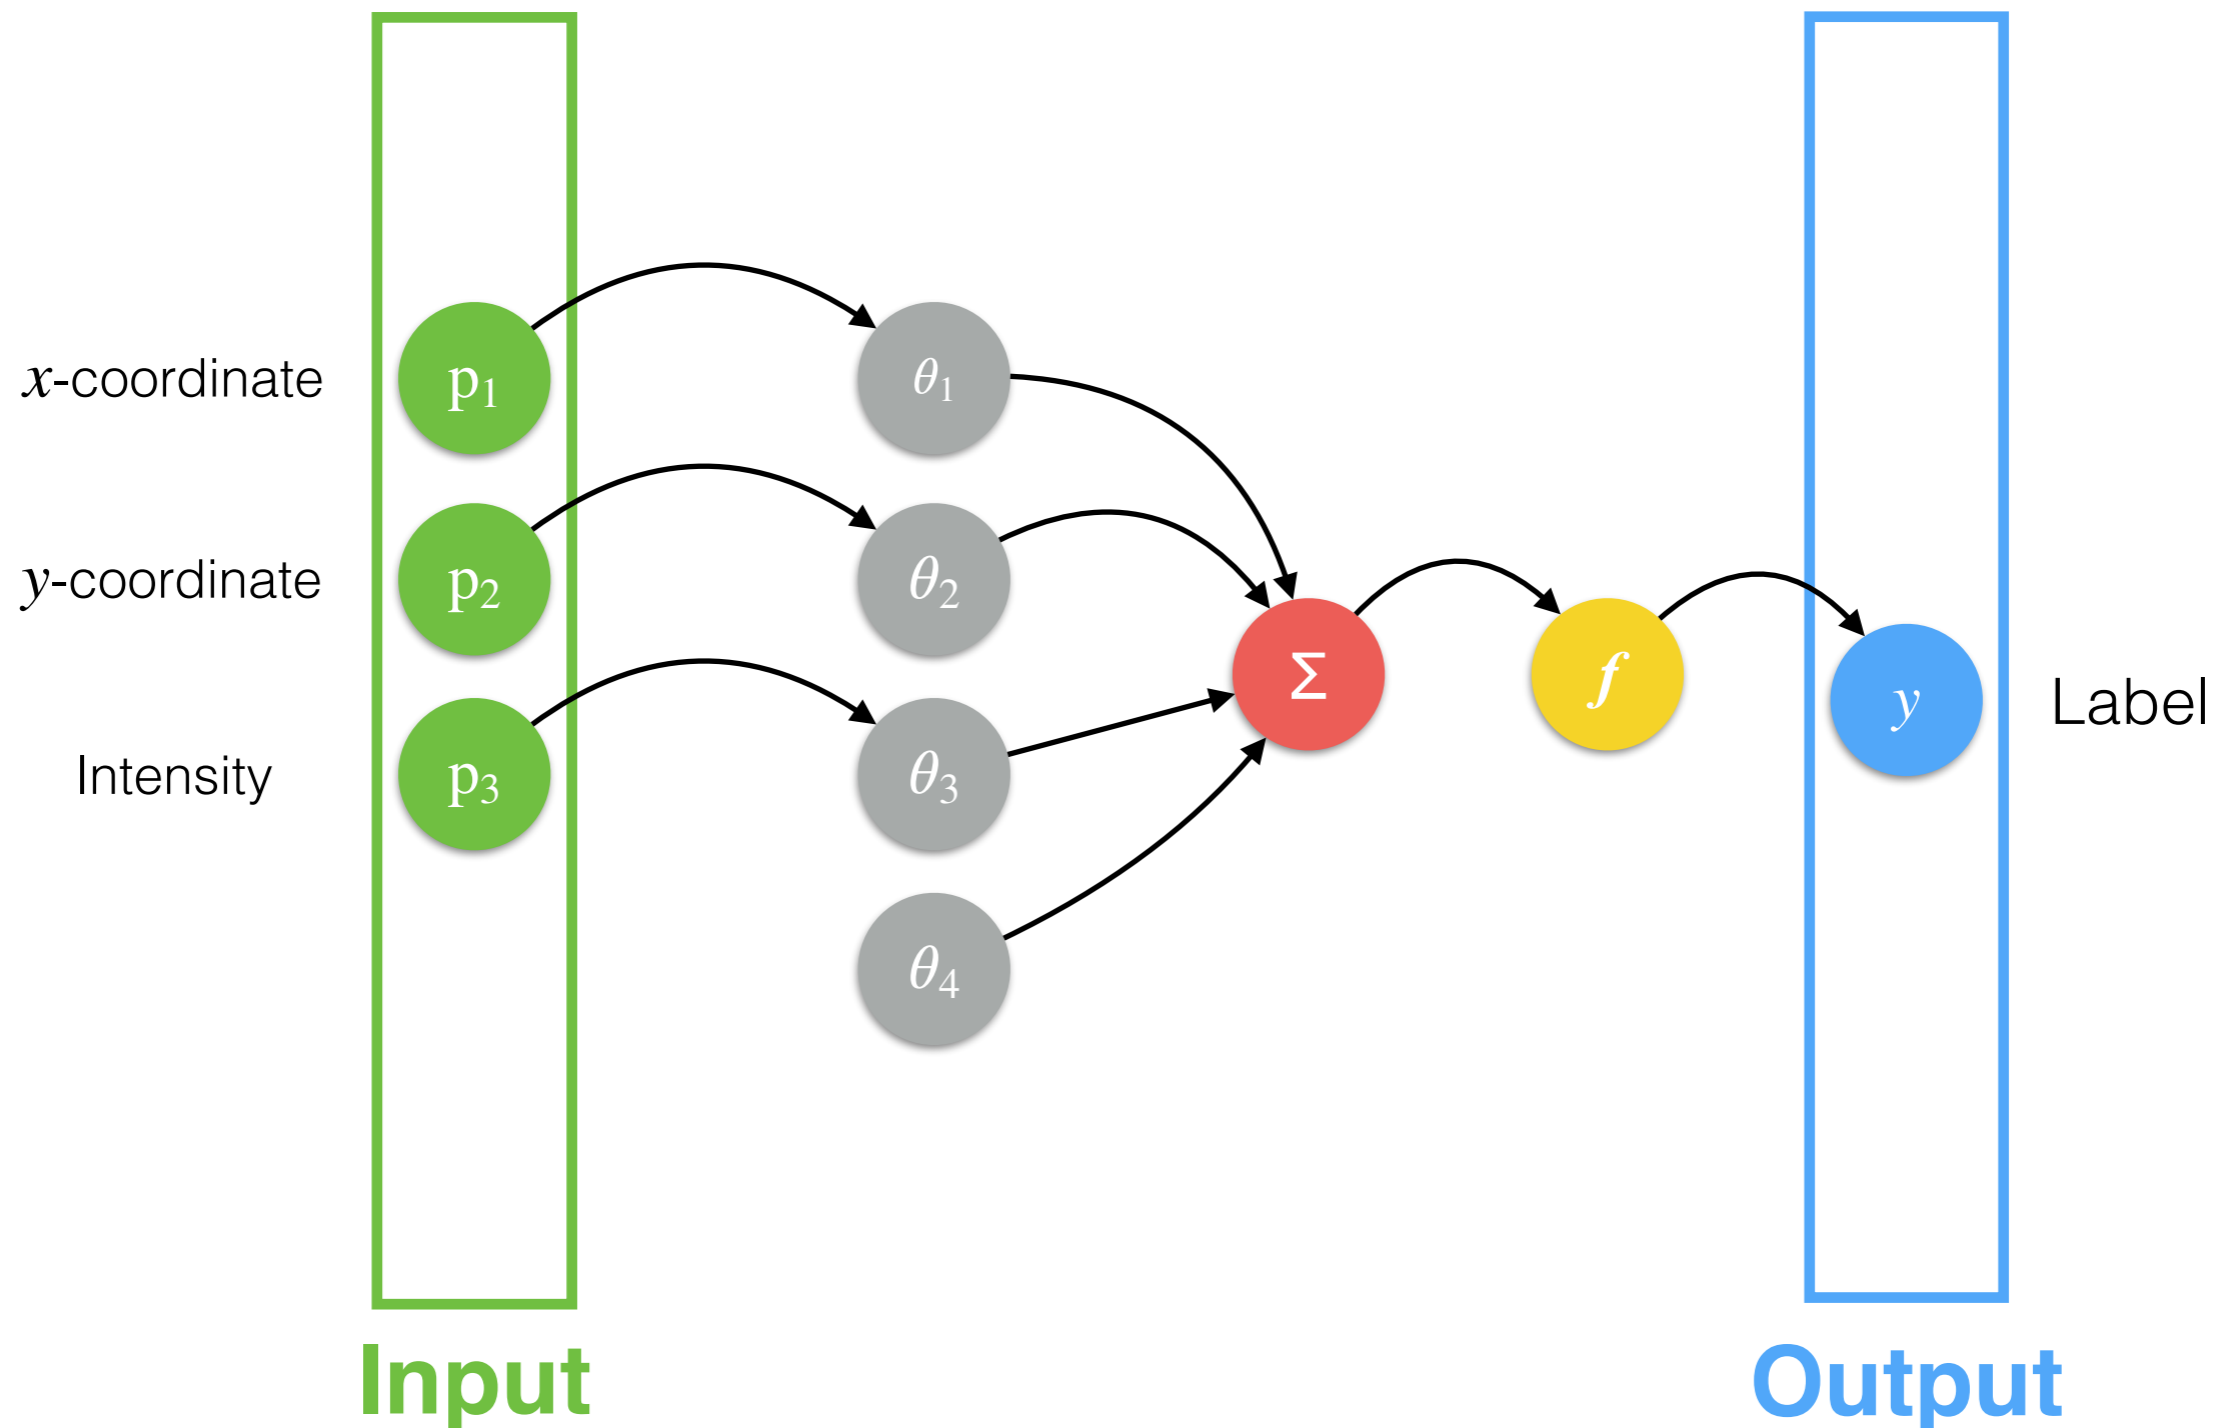 x-coordinate
p₁
θ₁
y-coordinate
p₂
θ₂
Σ
f
y
Label
Intensity
p₃
θ₃
θ₄
Input
Output